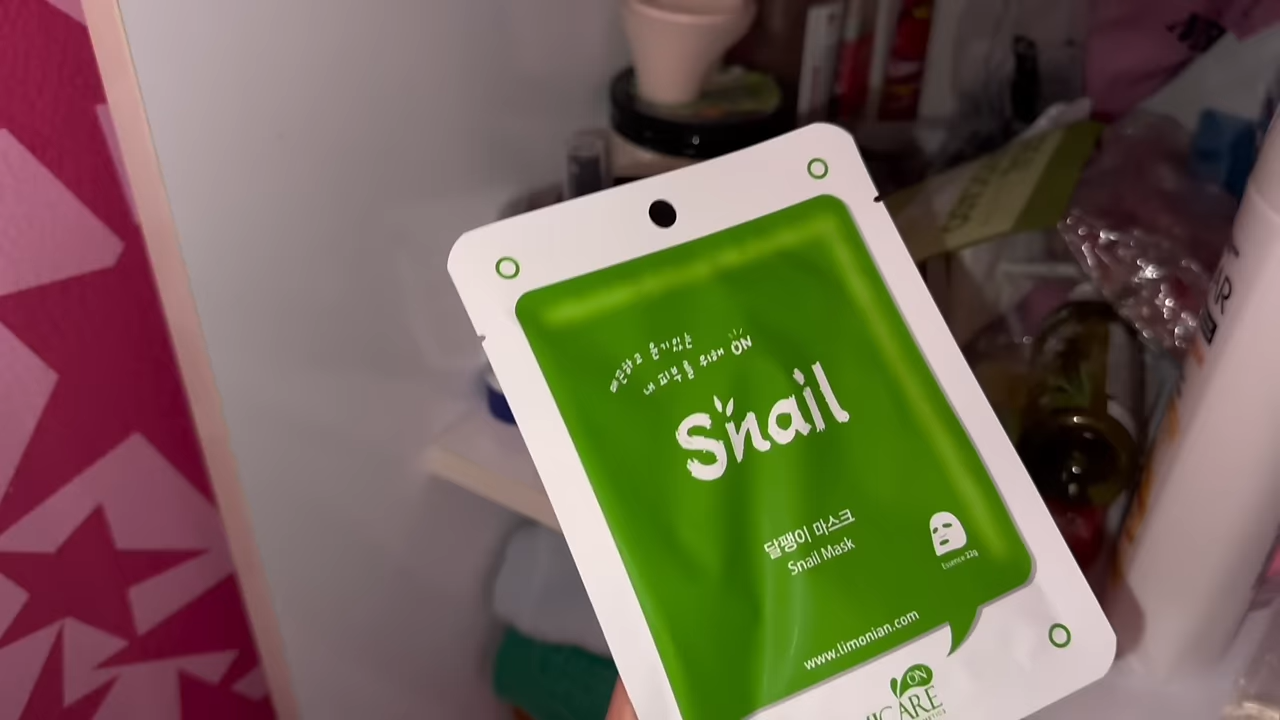 매끈하고 윤기있는
내 피부를 위해 ON
Snail
달팽이 마스크
Snail Mask
Essence 22g
www.limonian.com
ON